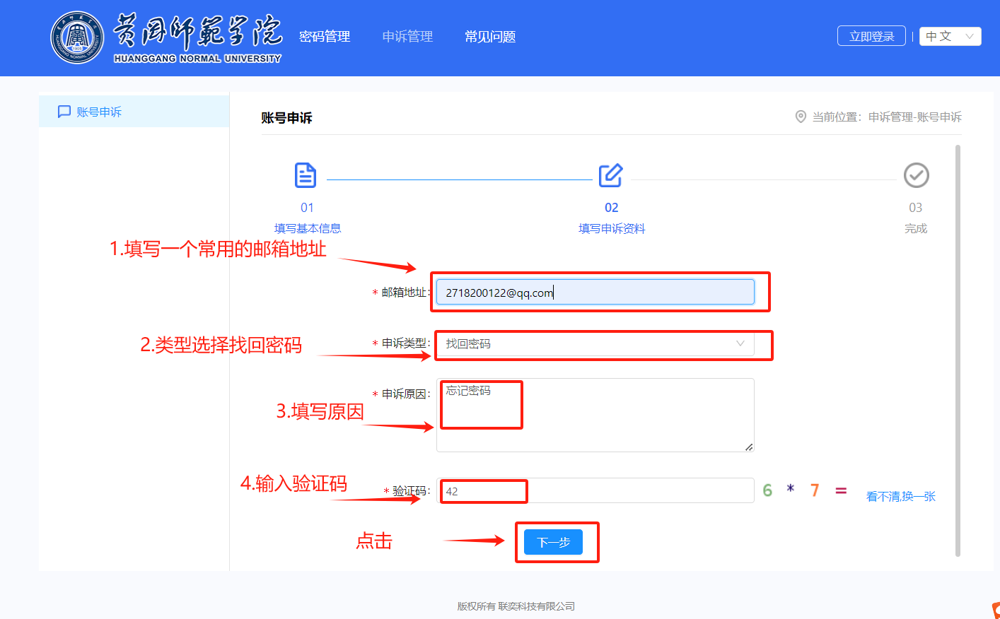 黄冈师范学院
HUANGGANG NORMAL UNIVERSITY
密码管理 申诉管理 常见问题
立即登录 | 中 文
账号申诉
账号申诉
当前位置：申诉管理-账号申诉
01
填写基本信息
02
填写申诉资料
03
完成
1.填写一个常用的邮箱地址
* 邮箱地址: 2718200122@qq.com
2.类型选择找回密码
* 申诉类型: 找回密码
* 申诉原因: 忘记密码
3.填写原因
4.输入验证码
* 验证码: 42
6 * 7 =
看不清,换一张
点击
下一步
版权所有 联奕科技有限公司